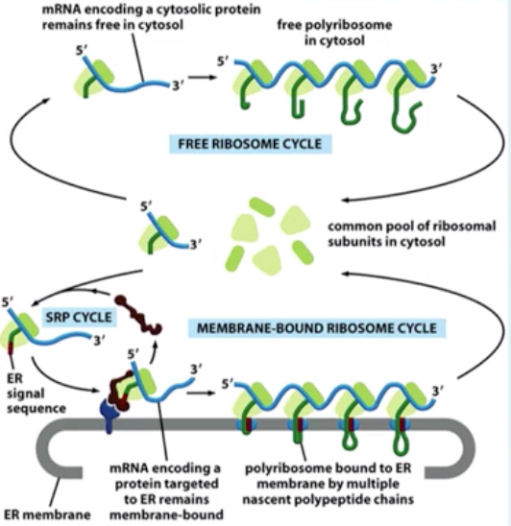 mRNA encoding a cytosolic protein
remains free in cytosol
free polyribosome
in cytosol
5'
3'
5'
3'
FREE RIBOSOME CYCLE
5'
3'
common pool of ribosomal
subunits in cytosol
5'
SRP CYCLE
3'
MEMBRANE-BOUND RIBOSOME CYCLE
ER
signal
sequence
5'
3'
5'
3'
mRNA encoding a
protein targeted
to ER remains
membrane-bound
polyribosome bound to ER
membrane by multiple
nascent polypeptide chains
ER membrane